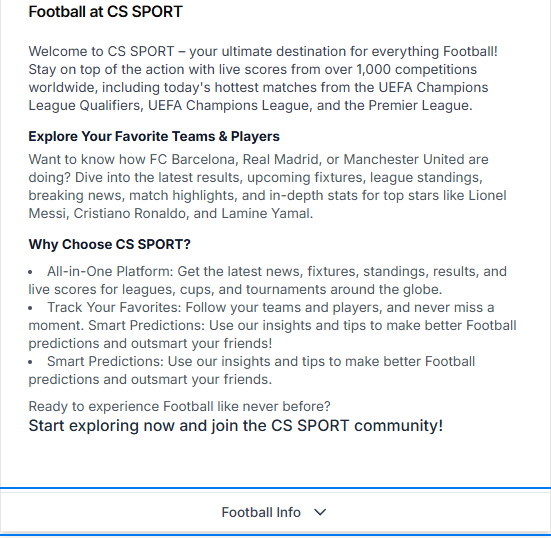 Football at CS SPORT
Welcome to CS SPORT – your ultimate destination for everything Football!
Stay on top of the action with live scores from over 1,000 competitions
worldwide, including today's hottest matches from the UEFA Champions
League Qualifiers, UEFA Champions League, and the Premier League.
Explore Your Favorite Teams & Players
Want to know how FC Barcelona, Real Madrid, or Manchester United are
doing? Dive into the latest results, upcoming fixtures, league standings,
breaking news, match highlights, and in-depth stats for top stars like Lionel
Messi, Cristiano Ronaldo, and Lamine Yamal.
Why Choose CS SPORT?
• All-in-One Platform: Get the latest news, fixtures, standings, results, and
live scores for leagues, cups, and tournaments around the globe.
• Track Your Favorites: Follow your teams and players, and never miss a
moment. Smart Predictions: Use our insights and tips to make better Football
predictions and outsmart your friends!
• Smart Predictions: Use our insights and tips to make better Football
predictions and outsmart your friends.
Ready to experience Football like never before?
Start exploring now and join the CS SPORT community!
Football Info